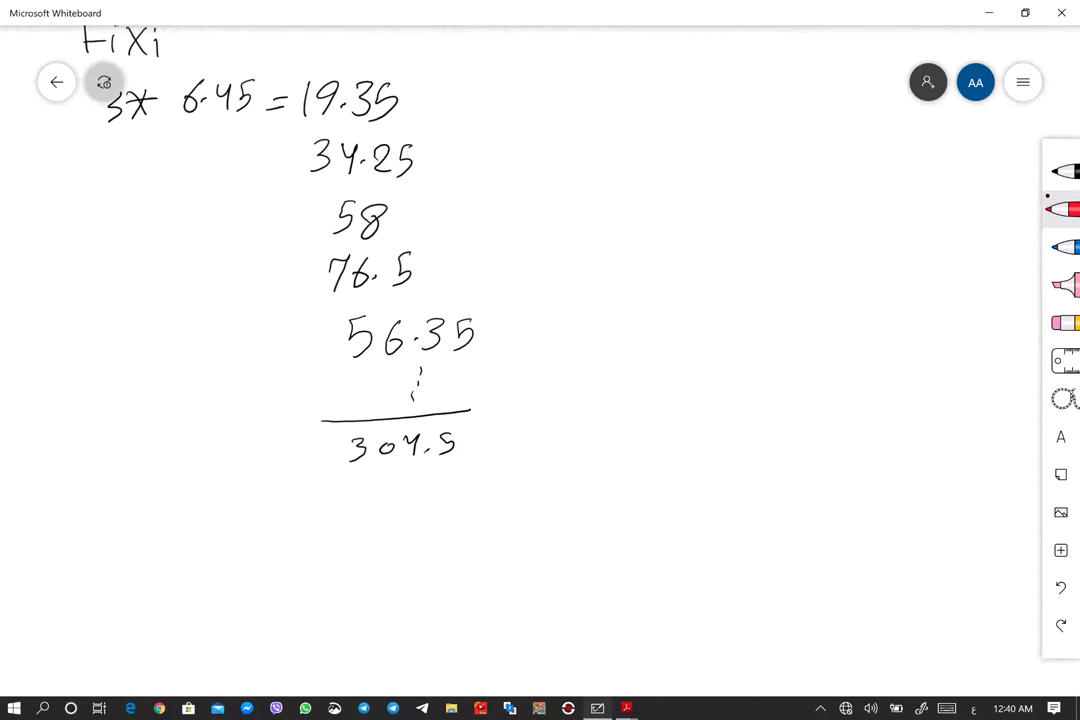 Microsoft Whiteboard
fixi
3* 6.45 = 19.35
34.25
58
76.5
56.35
304.5
AA
A
ع
12:40 AM